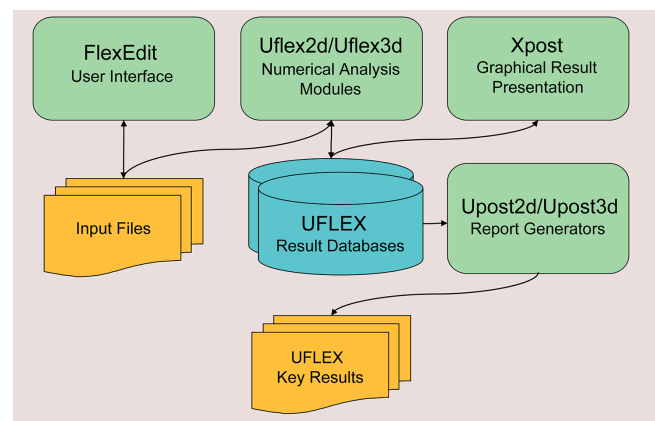 FlexEdit
User Interface
Uflex2d/Uflex3d
Numerical Analysis
Modules
Xpost
Graphical Result
Presentation
Input Files
UFLEX
Result Databases
Upost2d/Upost3d
Report Generators
UFLEX
Key Results